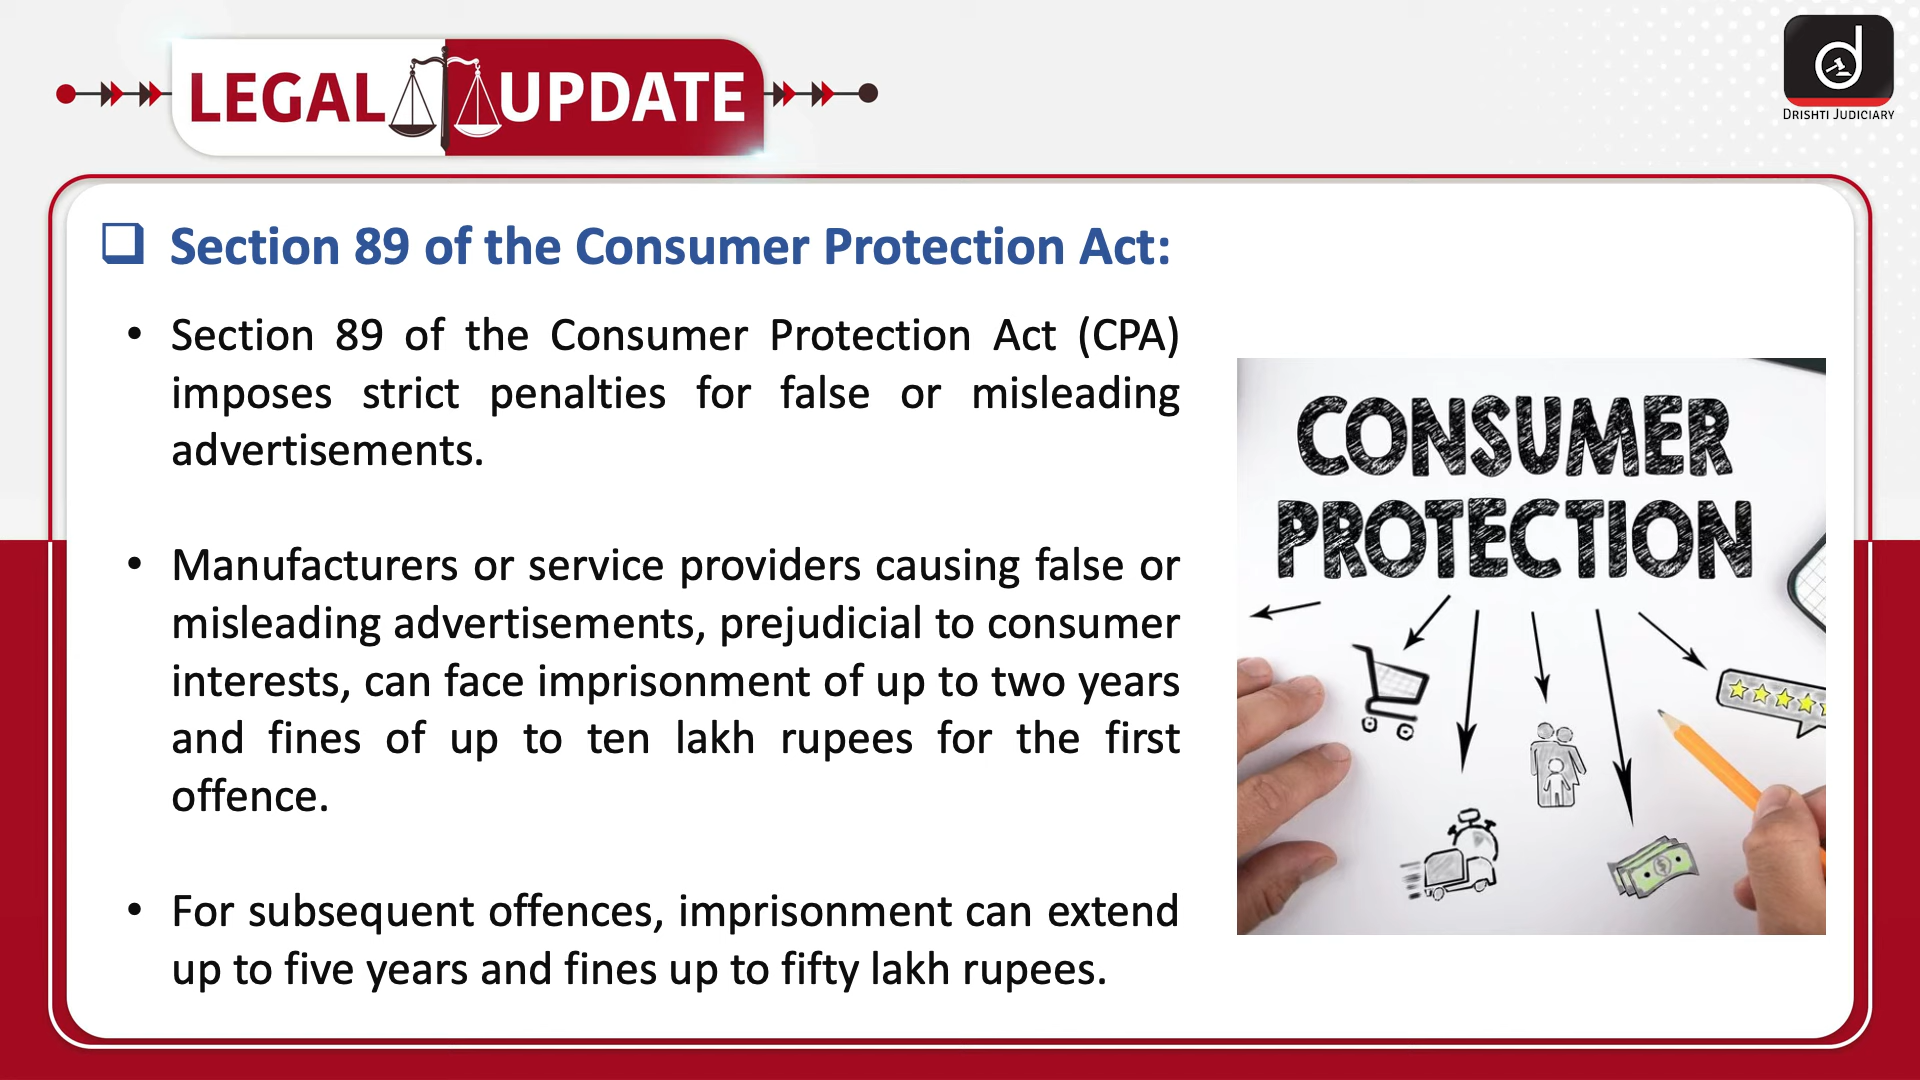 LEGAL UPDATE
DRISHTI JUDICIARY
❑ Section 89 of the Consumer Protection Act:
• Section 89 of the Consumer Protection Act (CPA)
imposes strict penalties for false or misleading
advertisements.
• Manufacturers or service providers causing false or
misleading advertisements, prejudicial to consumer
interests, can face imprisonment of up to two years
and fines of up to ten lakh rupees for the first
offence.
• For subsequent offences, imprisonment can extend
up to five years and fines up to fifty lakh rupees.
CONSUMER
PROTECTION